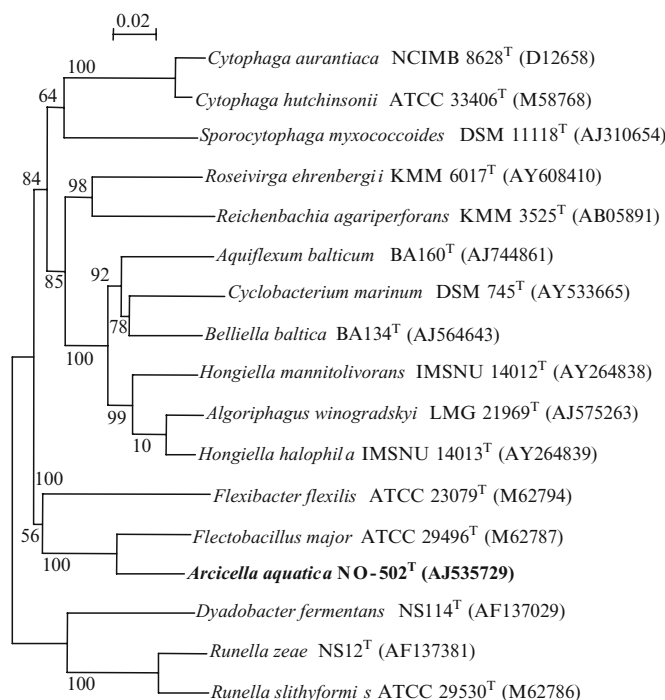 0.02
Cytophaga aurantiaca NCIMB 8628T (D12658)
100
Cytophaga hutchinsonii ATCC 33406T (M58768)
64
Sporocytophaga myxococcoides DSM 11118T (AJ310654)
84
98
Roseivirga ehrenbergii KMM 6017T (AY608410)
Reichenbachia agariperforans KMM 3525T (AB05891)
Aquiflexum balticum BA160T (AJ744861)
85
92
Cyclobacterium marinum DSM 745T (AY533665)
78
Belliella baltica BA134T (AJ564643)
100
Hongiella mannitolivorans IMSNU 14012T (AY264838)
99
Algoriphagus winogradskyi LMG 21969T (AJ575263)
10
Hongiella halophila IMSNU 14013T (AY264839)
100
Flexibacter flexilis ATCC 23079T (M62794)
56
Flectobacillus major ATCC 29496T (M62787)
100
Arcicella aquatica NO-502T (AJ535729)
Dyadobacter fermentans NS114T (AF137029)
Runella zeae NS12T (AF137381)
100
Runella slithyformi s ATCC 29530T (M62786)